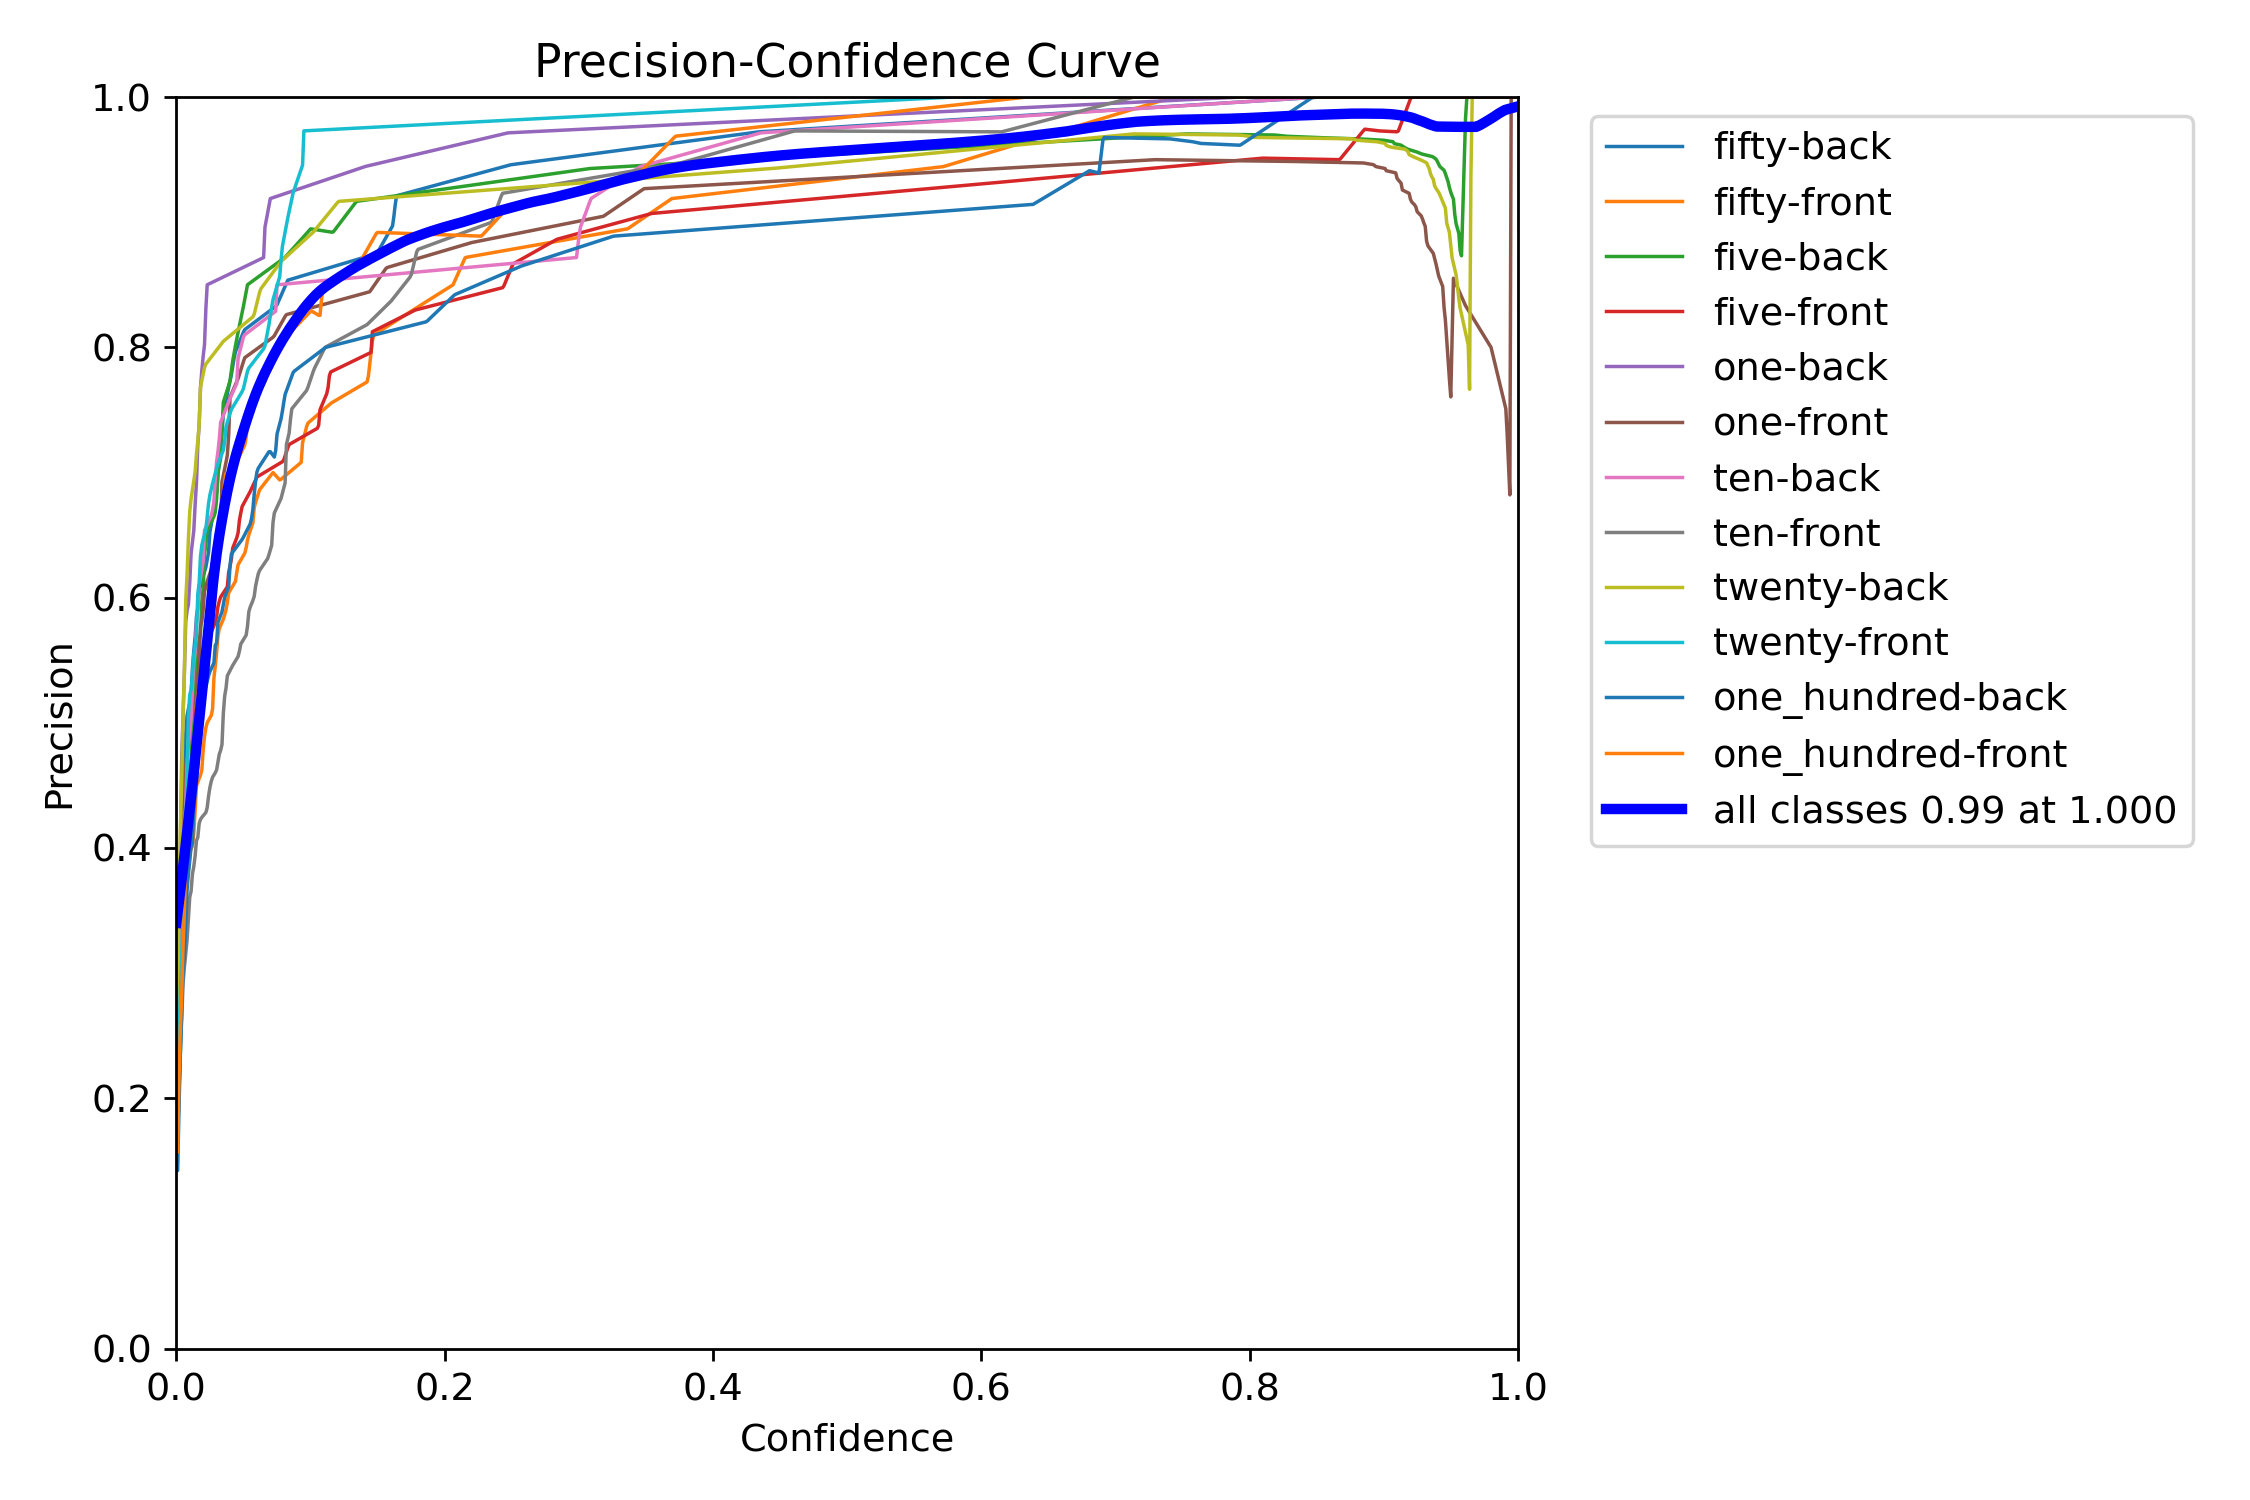 Precision-Confidence Curve
1.0
0.8
0.6
0.4
0.2
0.0
Precision
0.0 0.2 0.4 0.6 0.8 1.0
Confidence
fifty-back
fifty-front
five-back
five-front
one-back
one-front
ten-back
ten-front
twenty-back
twenty-front
one_hundred-back
one_hundred-front
all classes 0.99 at 1.000